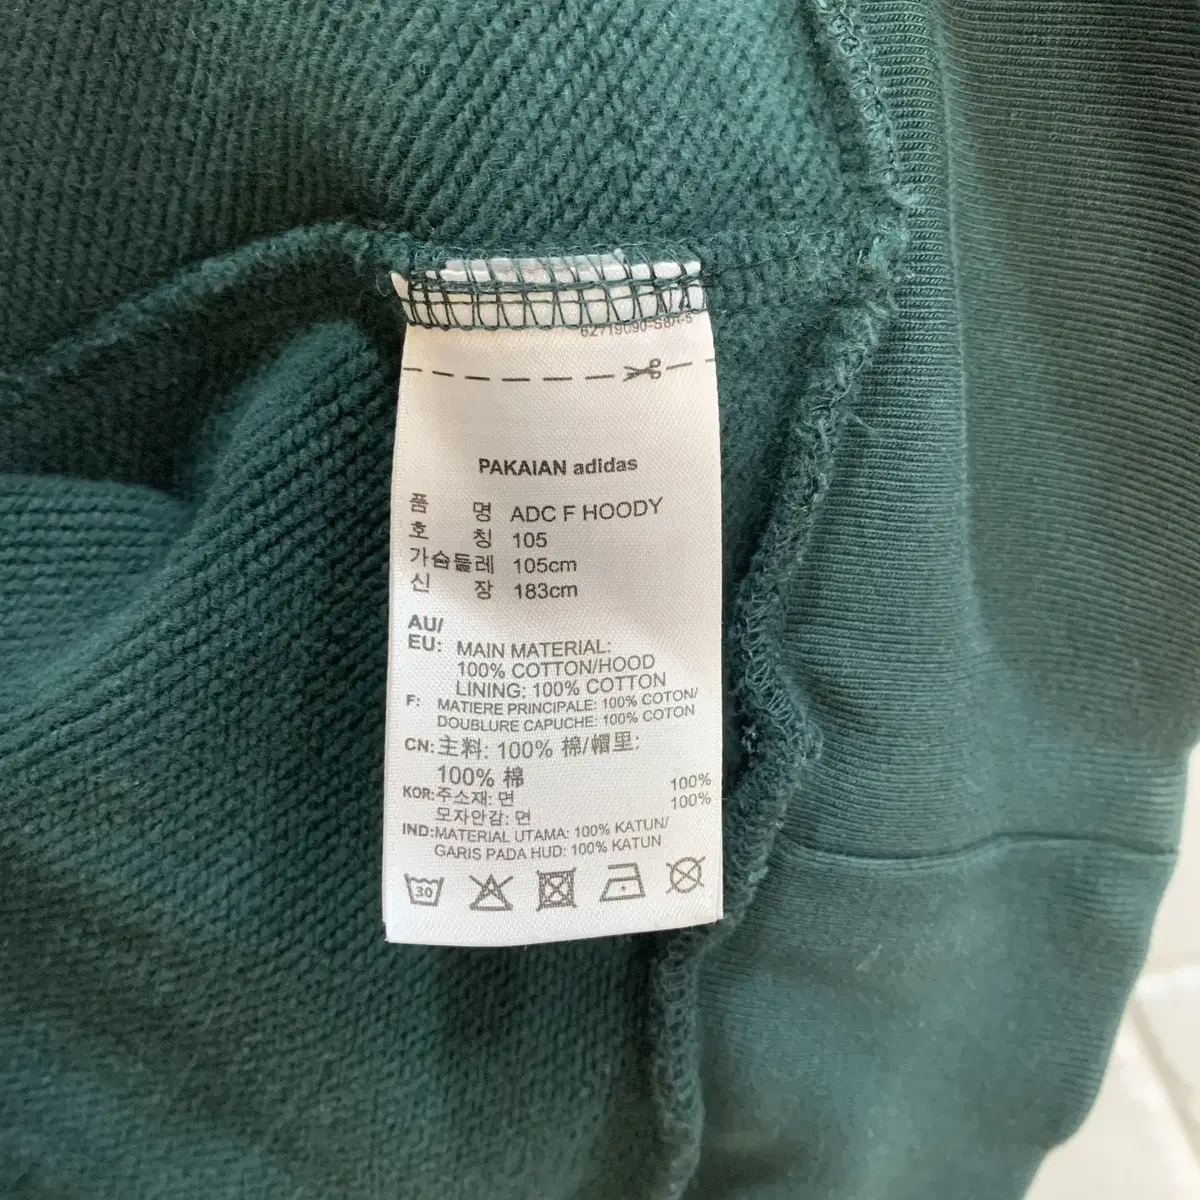 62719090-S8A-5
PAKAIAN adidas
품 명 ADC F HOODY
호 칭 105
가슴둘레 105cm
신 장 183cm
AU/
EU: MAIN MATERIAL:
100% COTTON/HOOD
LINING: 100% COTTON
F: MATIERE PRINCIPALE: 100% COTON/
DOUBLURE CAPUCHE: 100% COTON
CN:主料: 100% 棉/帽里:
100% 棉
KOR:주소재: 면 100%
모자안감: 면 100%
IND:MATERIAL UTAMA: 100% KATUN/
GARIS PADA HUD: 100% KATUN
30